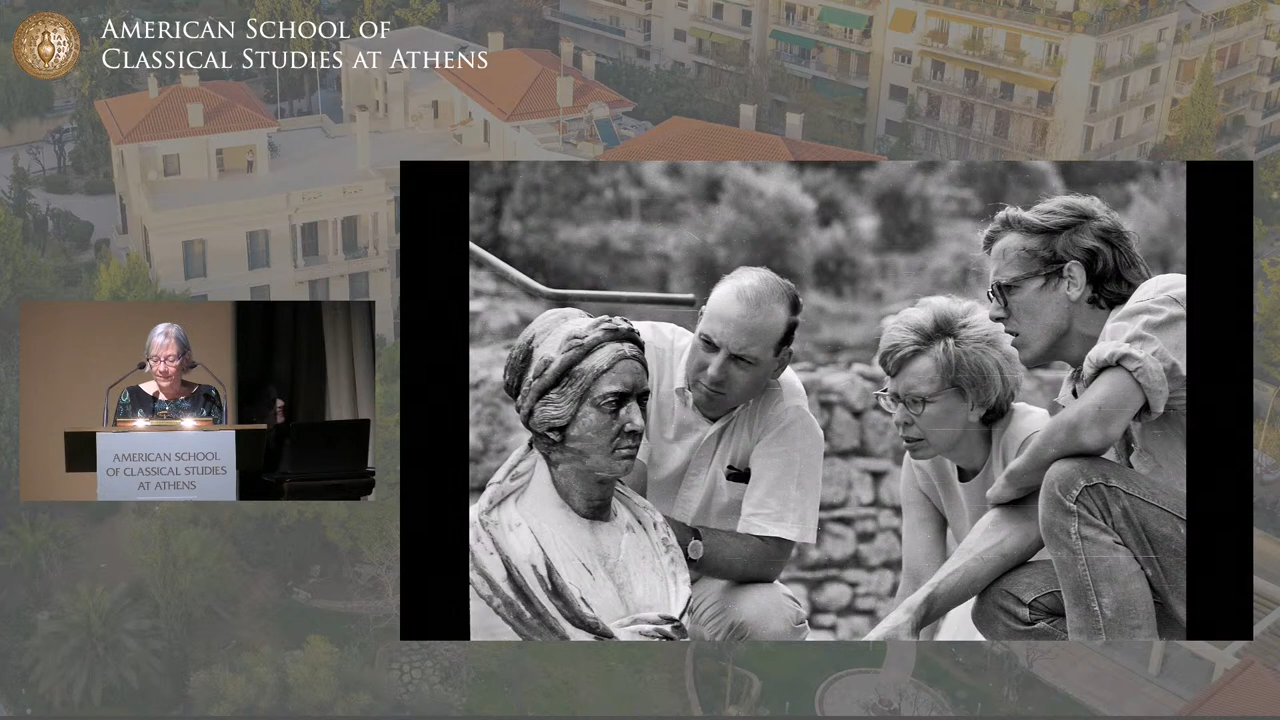 AMERICAN SCHOOL OF
CLASSICAL STUDIES AT ATHENS
AMERICAN SCHOOL
OF CLASSICAL STUDIES
AT ATHENS